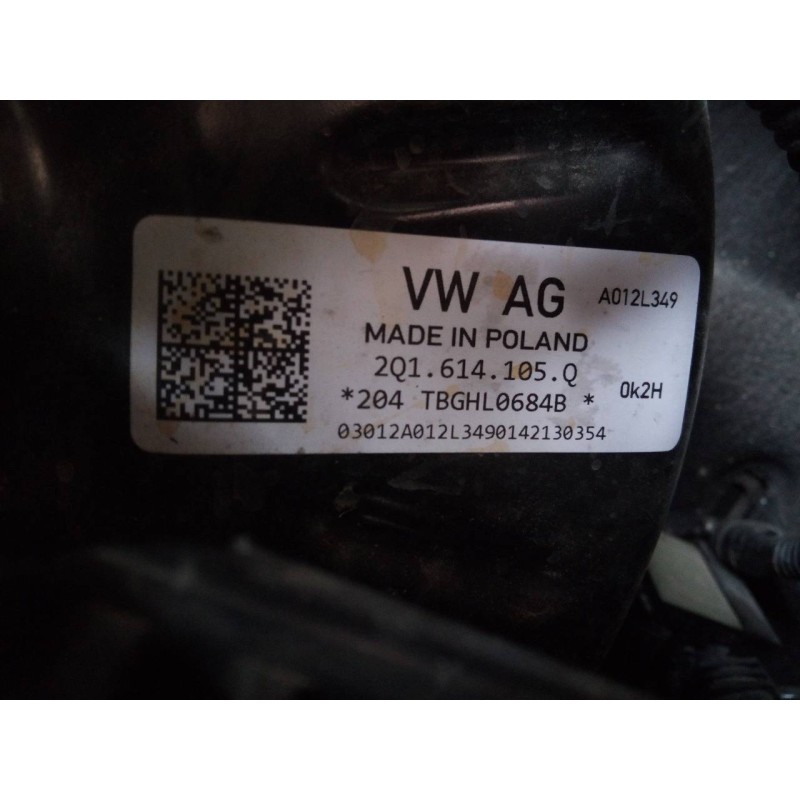 VW AG A012L349
MADE IN POLAND
2Q1.614.105.Q
*204 TBGHL0684B * 0k2H
03012A012L3490142130354